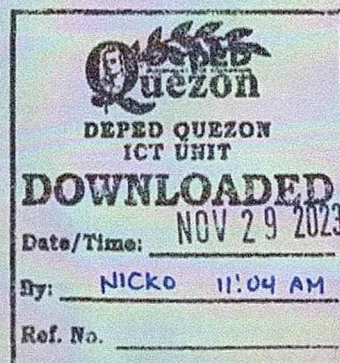 DEPED
Quezon
DEPED QUEZON
ICT UNIT
DOWNLOADED
Date/Time: NOV 29 2023
By: NICKO 11:04 AM
Ref. No.